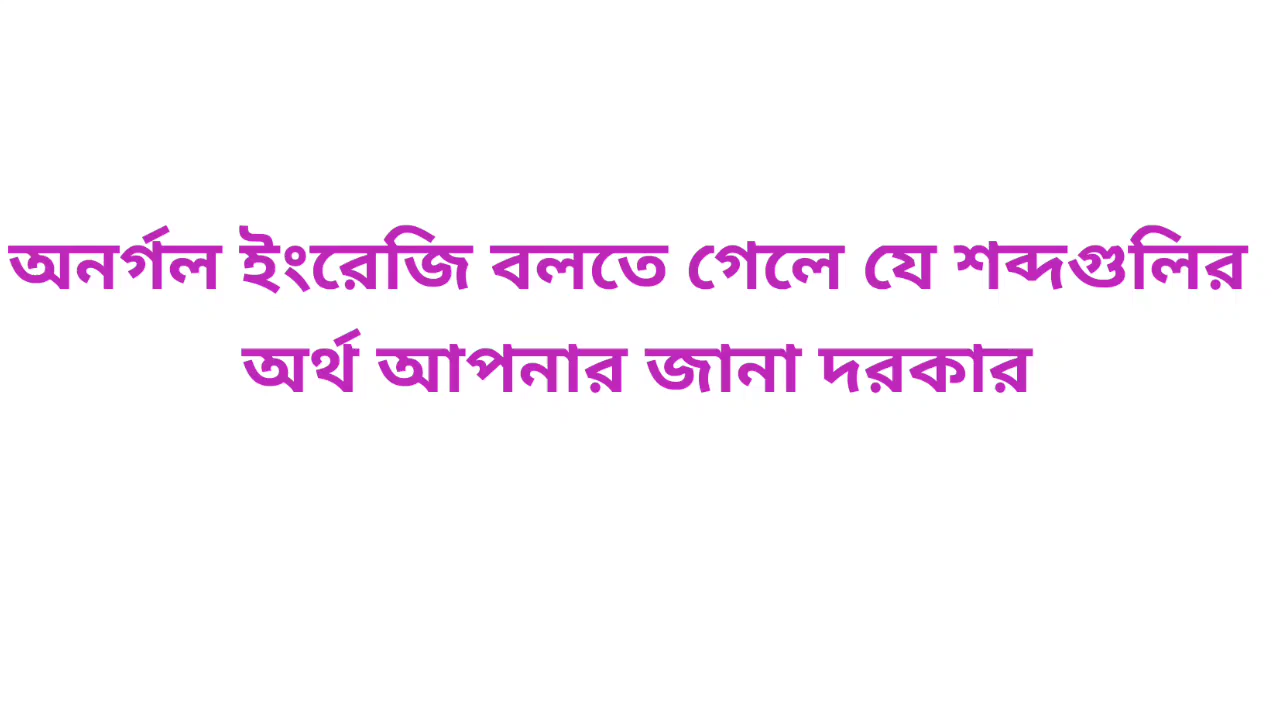 অনর্গল ইংরেজি বলতে গেলে যে শব্দগুলির
অর্থ আপনার জানা দরকার